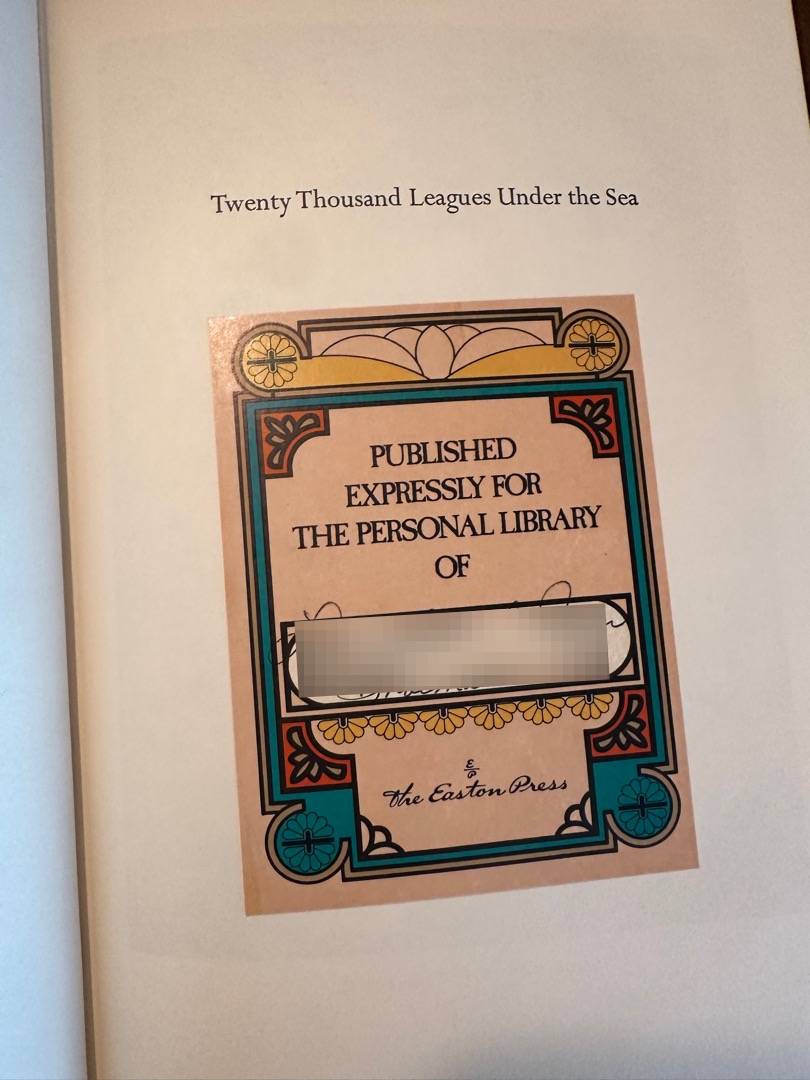 Twenty Thousand Leagues Under the Sea
PUBLISHED
EXPRESSLY FOR
THE PERSONAL LIBRARY
OF
E
P
the Easton Press